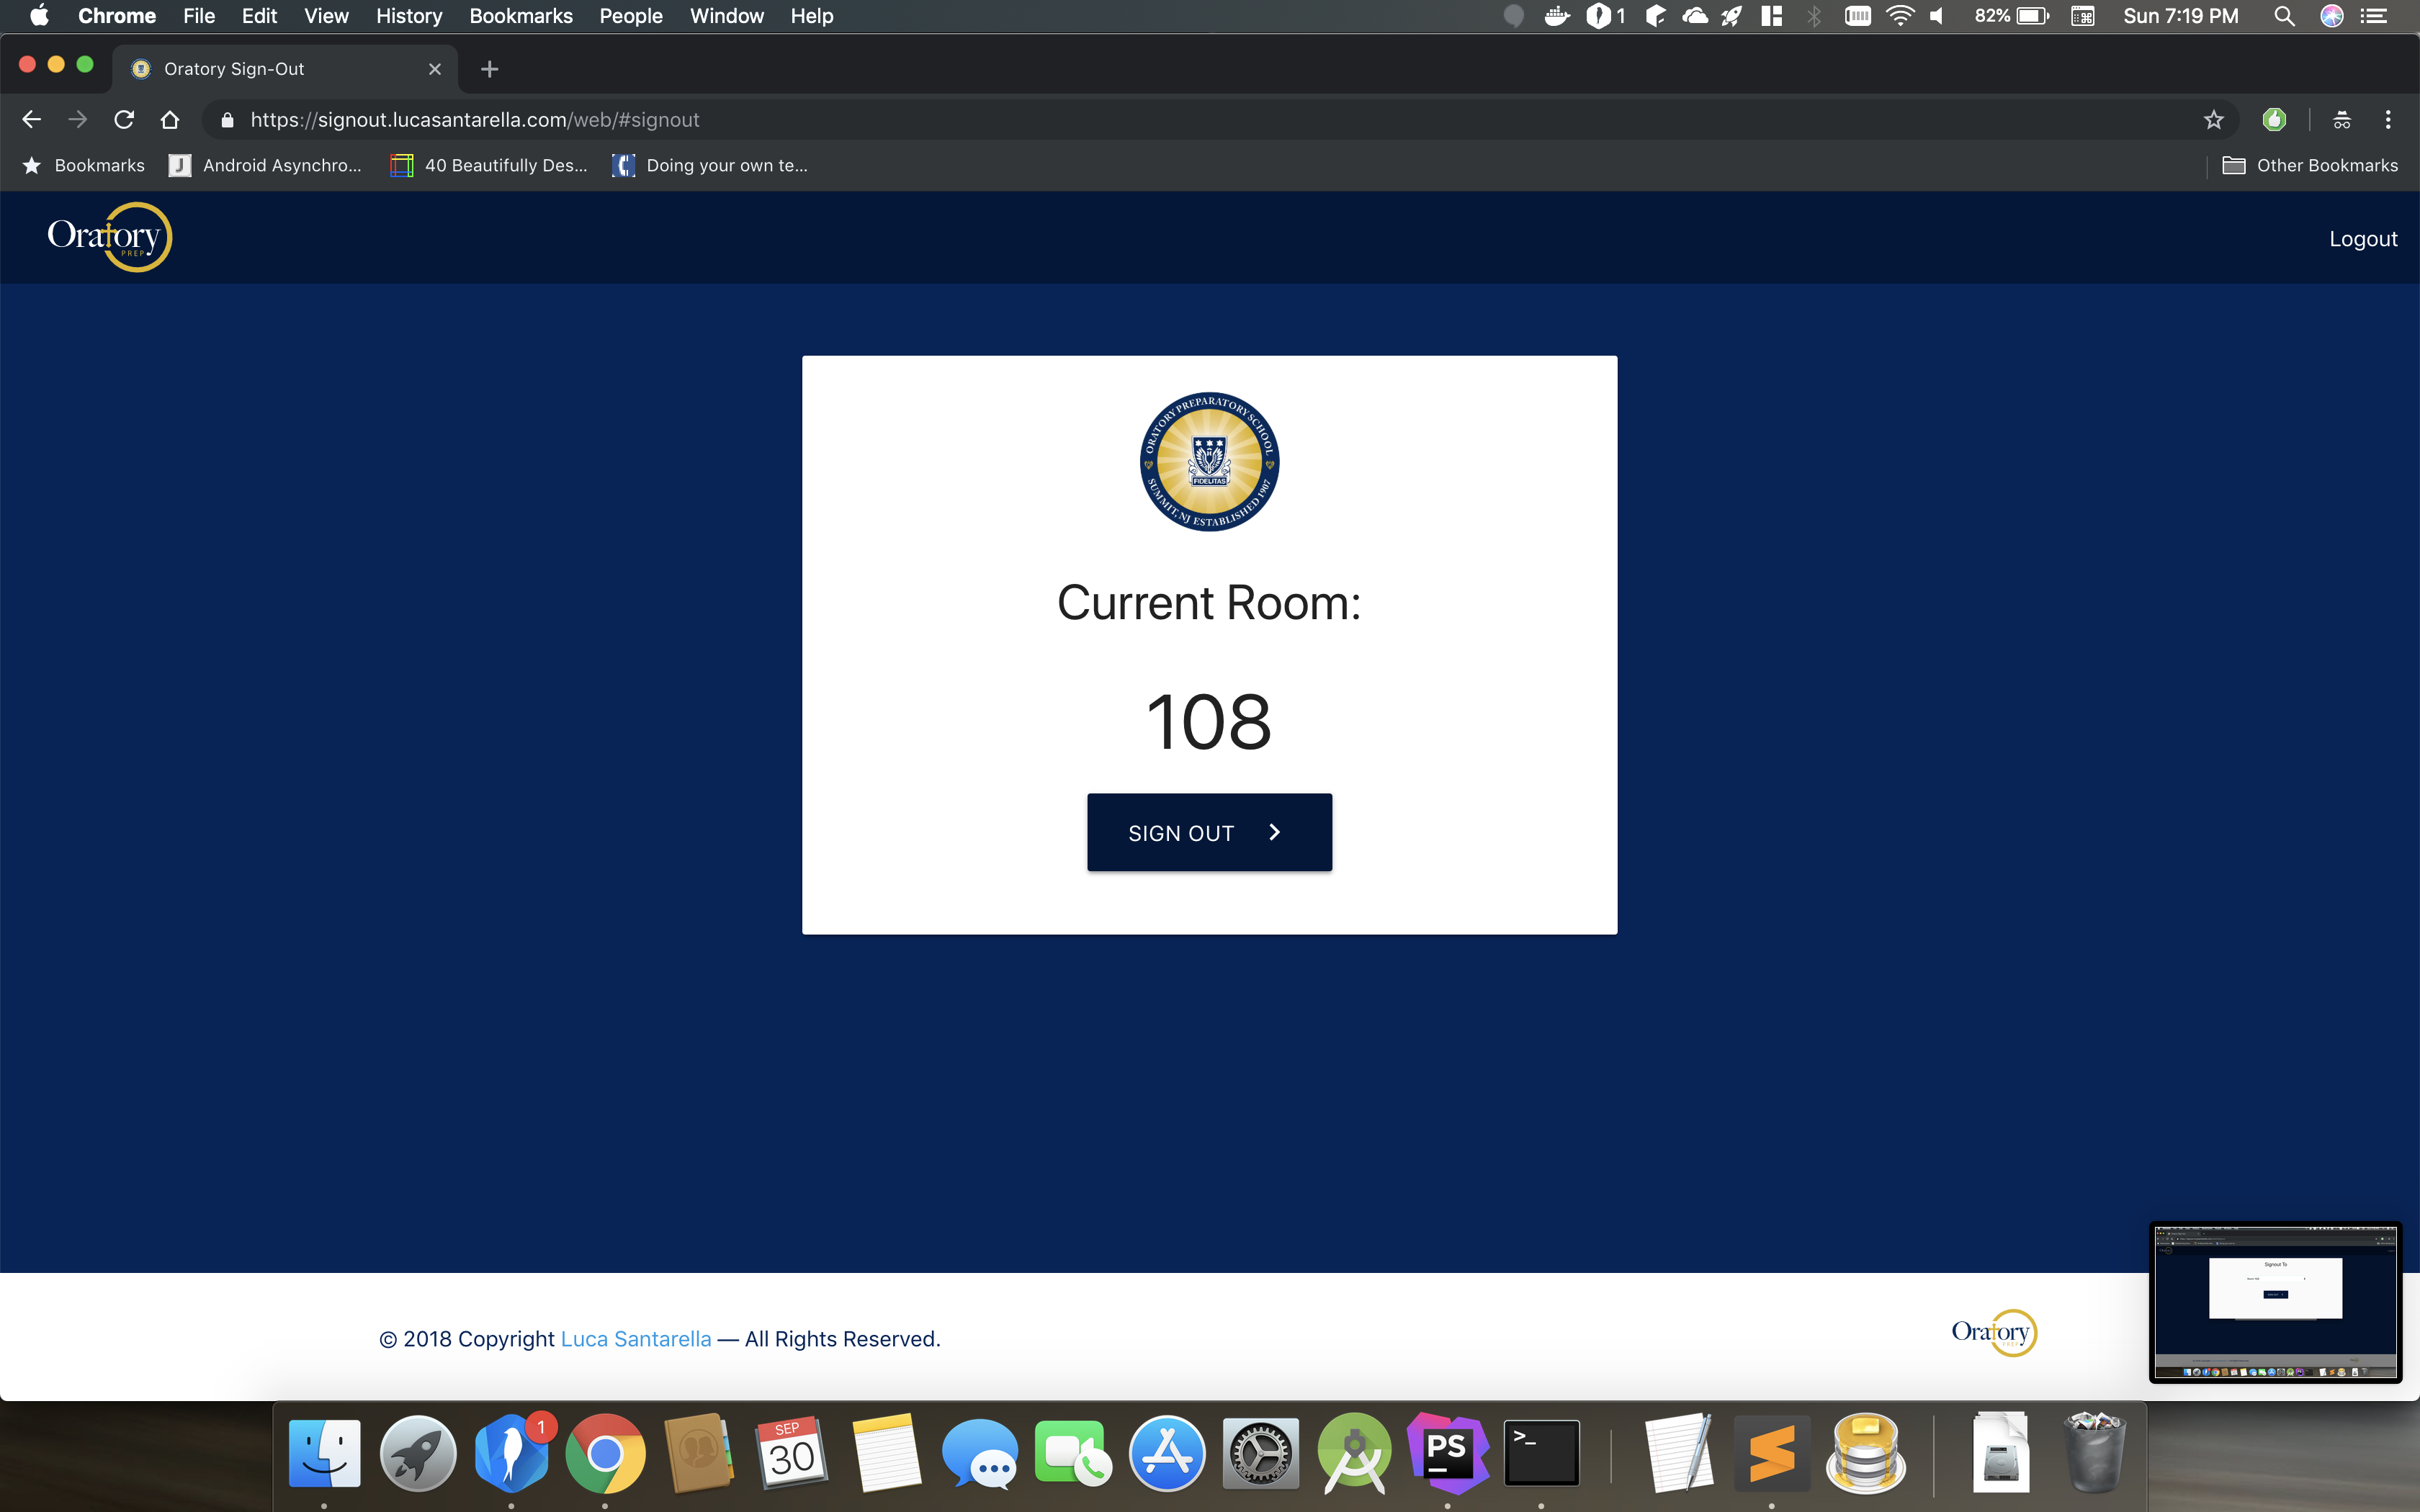 Chrome File Edit View History Bookmarks People Window Help 1 82% Sun 7:19 PM
Oratory Sign-Out
https://signout.lucasantarella.com/web/#signout
Bookmarks Android Asynchro... 40 Beautifully Des... Doing your own te... Other Bookmarks
Oratory
PREP
Logout
ORATORY PREPARATORY SCHOOL
FIDELITAS
SUMMIT, NJ ESTABLISHED 1907
Current Room:
108
SIGN OUT
© 2018 Copyright Luca Santarella — All Rights Reserved.
Oratory
Signout To
1
SEP
30
PS
>_